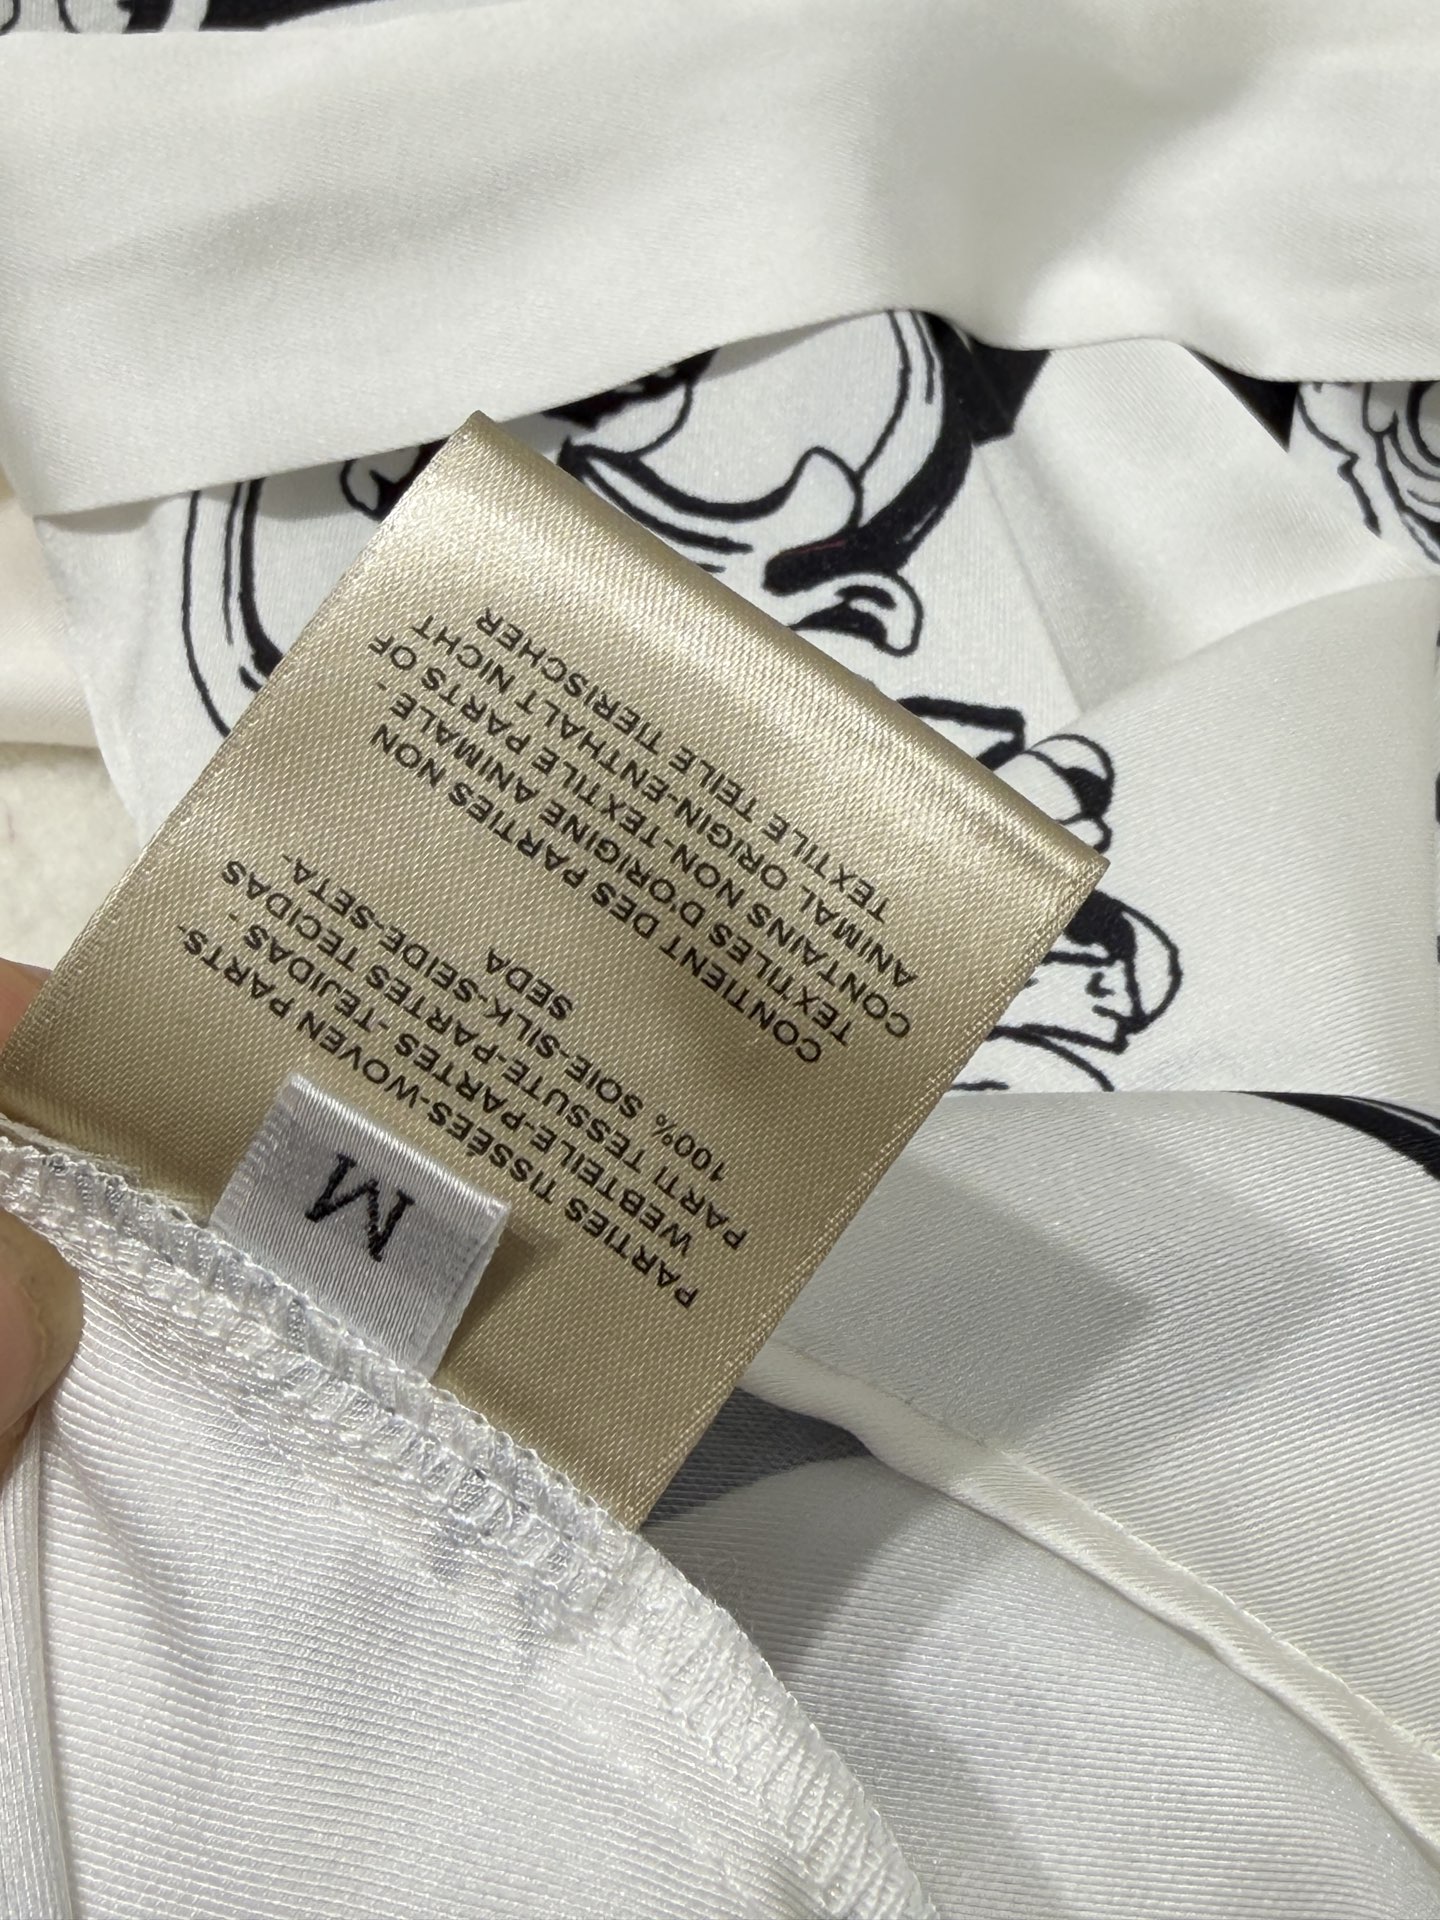 PARTIES TISSÉES-WOVEN PARTS-
WEBTEILE-PARTES -TEJIDAS -
PARTI TESSUTE-PARTES TECIDAS
100% SOIE-SILK-SEIDE-SETA-
SEDA
CONTIENT DES PARTIES NON
TEXTILES D'ORIGINE ANIMALE -
CONTAINS NON-TEXTILE PARTS OF
ANIMAL ORIGIN-ENTHALT NICHT
TEXTILE TEILE TIERISCHER
M